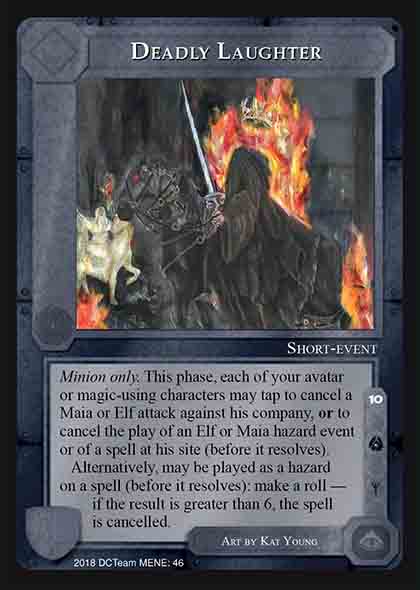 DEADLY LAUGHTER
SHORT-EVENT
Minion only. This phase, each of your avatar
or magic-using characters may tap to cancel a
Maia or Elf attack against his company, or to
cancel the play of an Elf or Maia hazard event
or of a spell at his site (before it resolves).
Alternatively, may be played as a hazard
on a spell (before it resolves): make a roll —
if the result is greater than 6, the spell
is cancelled.
10
ART BY KAT YOUNG
2018 DCTeam MENE: 46